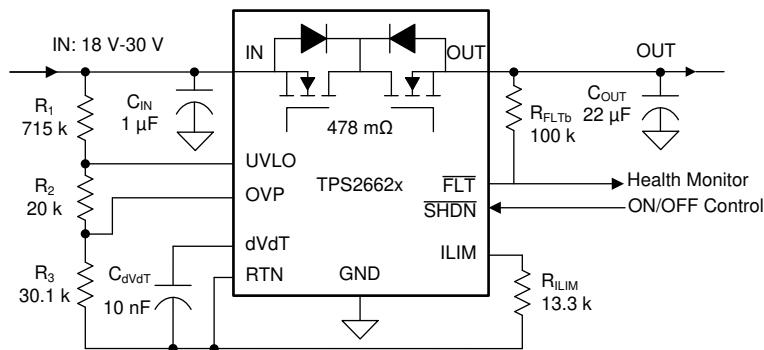 IN: 18 V-30 V
IN
OUT
OUT
R1
715 k
CIN
1 µF
478 mΩ
RFLTb
100 k
COUT
22 µF
UVLO
R2
20 k
OVP
TPS2662x
FLT
Health Monitor
SHDN
ON/OFF Control
dVdT
ILIM
R3
30.1 k
CdVdT
10 nF
RTN
GND
RILIM
13.3 k